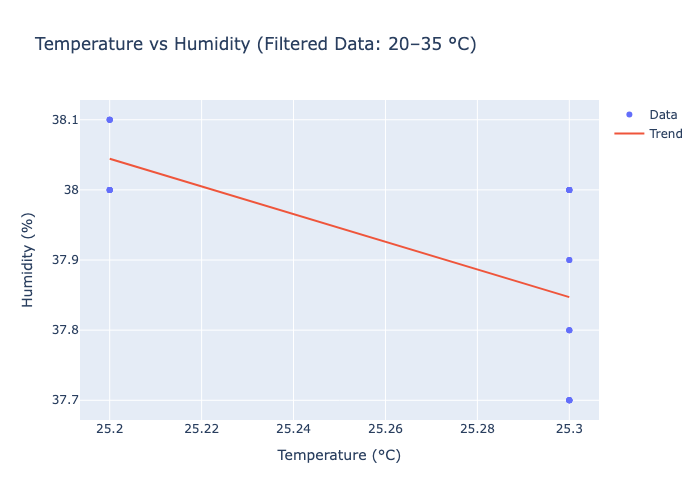 Temperature vs Humidity (Filtered Data: 20−35 °C)
Data
Trend
38.1
38
37.9
37.8
37.7
Humidity (%)
25.2 25.22 25.24 25.26 25.28 25.3
Temperature (°C)